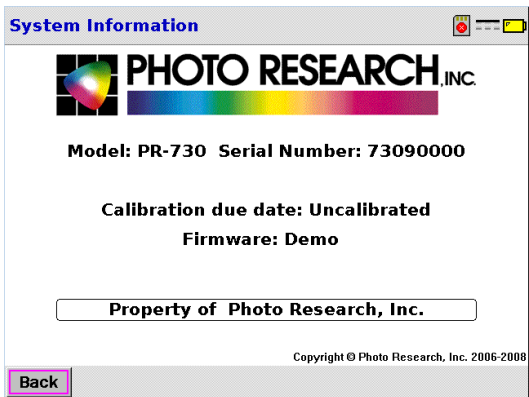 System Information
PHOTO RESEARCH, INC.
Model: PR-730 Serial Number: 73090000
Calibration due date: Uncalibrated
Firmware: Demo
Property of Photo Research, Inc.
Copyright © Photo Research, Inc. 2006-2008
Back